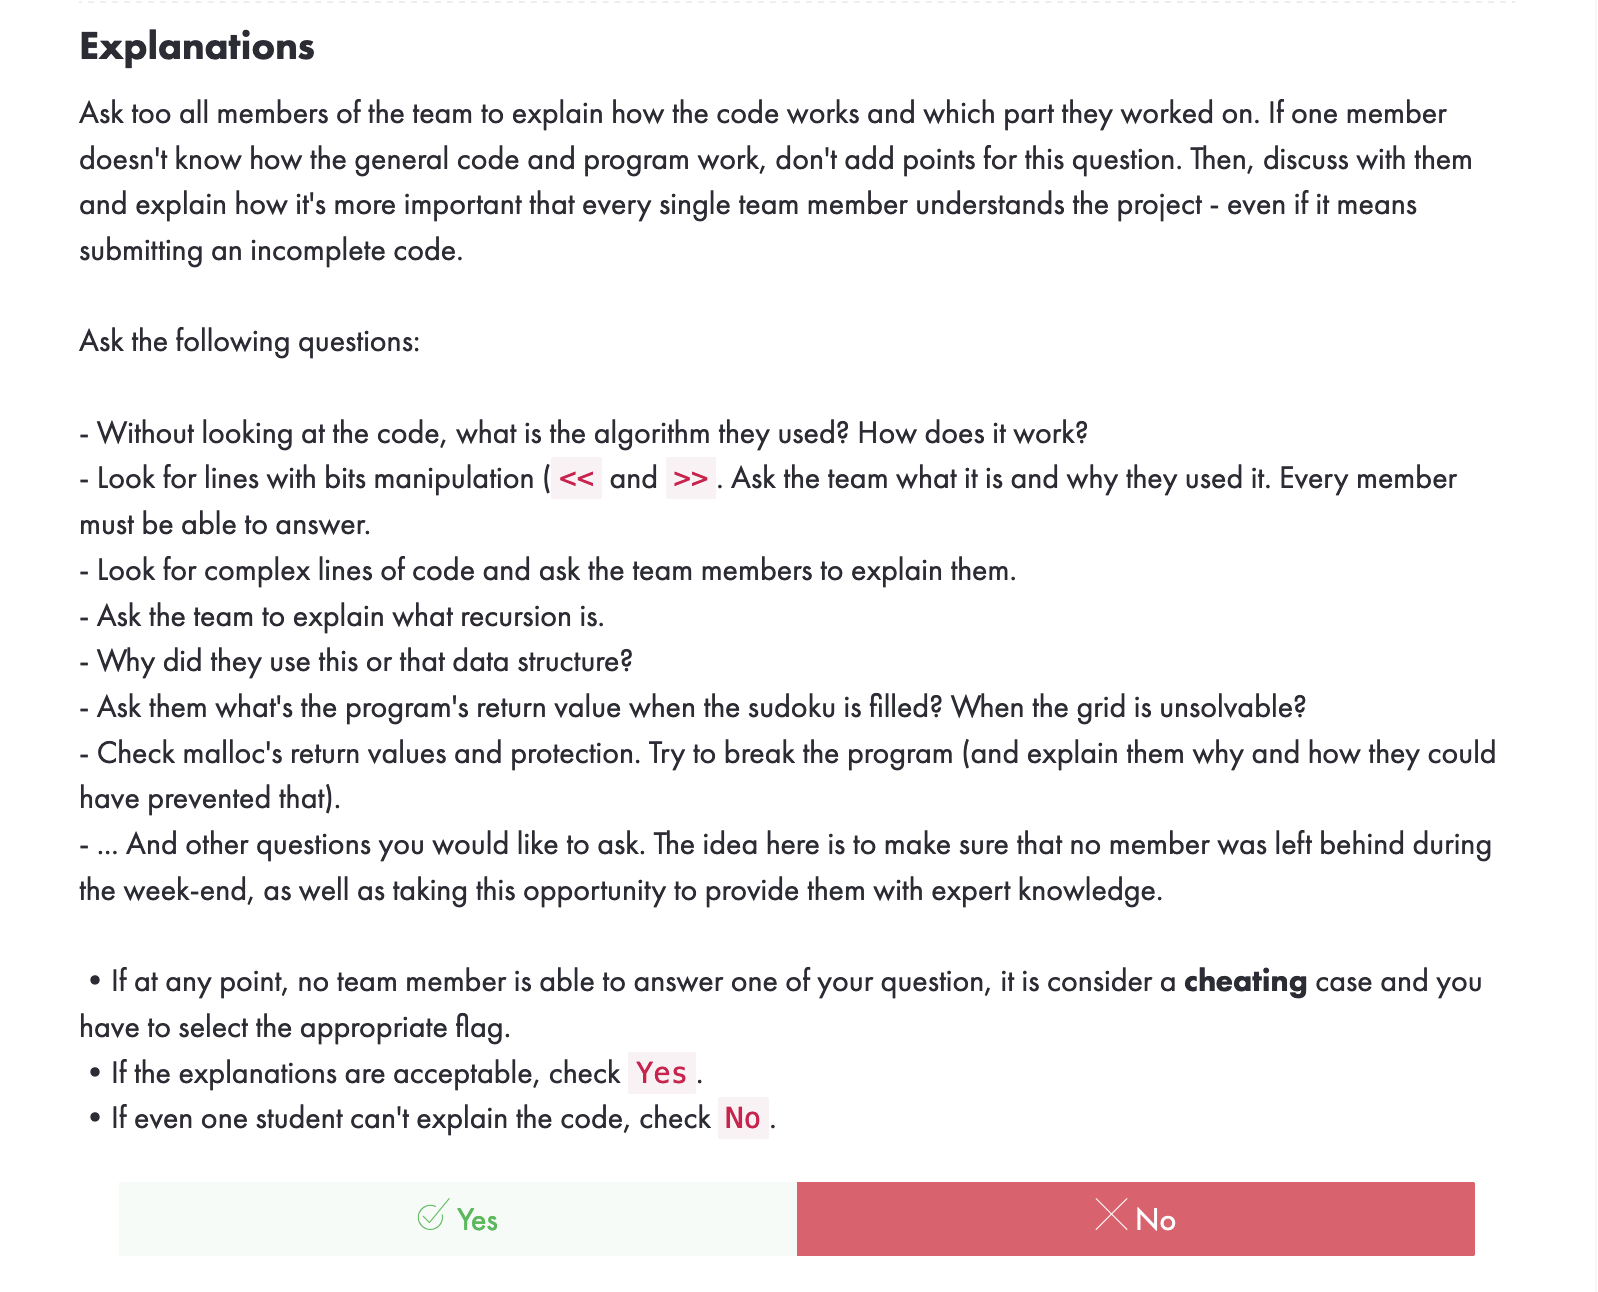 Explanations
Ask too all members of the team to explain how the code works and which part they worked on. If one member
doesn't know how the general code and program work, don't add points for this question. Then, discuss with them
and explain how it's more important that every single team member understands the project - even if it means
submitting an incomplete code.
Ask the following questions:
- Without looking at the code, what is the algorithm they used? How does it work?
- Look for lines with bits manipulation ( << and >> . Ask the team what it is and why they used it. Every member
must be able to answer.
- Look for complex lines of code and ask the team members to explain them.
- Ask the team to explain what recursion is.
- Why did they use this or that data structure?
- Ask them what's the program's return value when the sudoku is filled? When the grid is unsolvable?
- Check malloc's return values and protection. Try to break the program (and explain them why and how they could
have prevented that).
- ... And other questions you would like to ask. The idea here is to make sure that no member was left behind during
the week-end, as well as taking this opportunity to provide them with expert knowledge.
• If at any point, no team member is able to answer one of your question, it is consider a cheating case and you
have to select the appropriate flag.
• If the explanations are acceptable, check Yes .
• If even one student can't explain the code, check No .
Yes
No